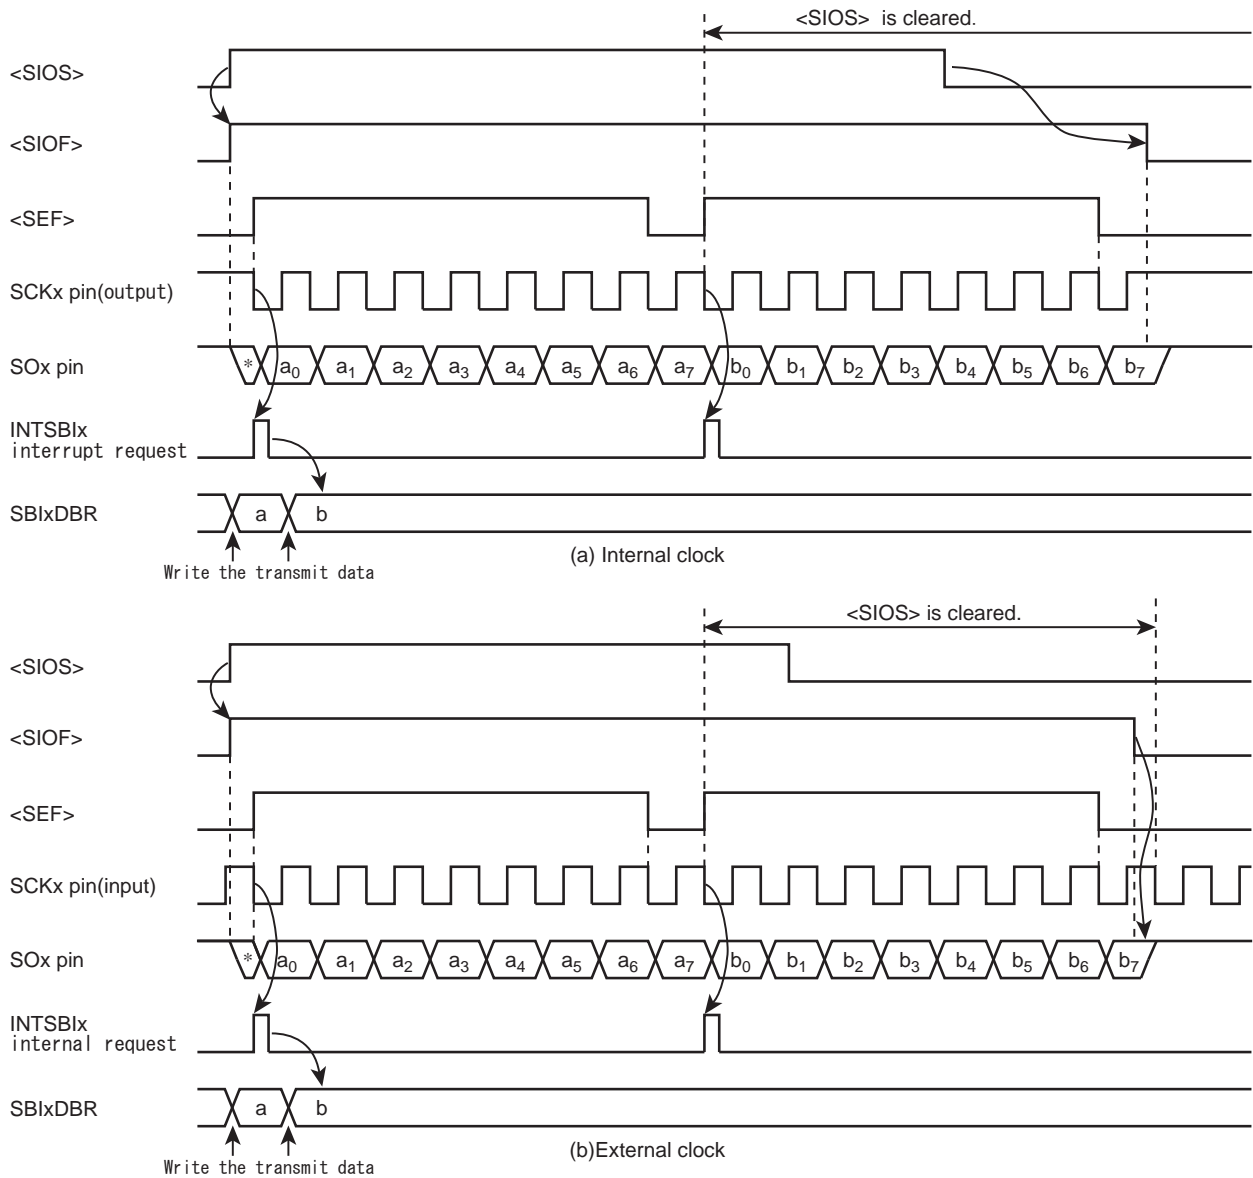 <SIOS> is cleared.
<SIOS>
<SIOF>
<SEF>
SCKx pin(output)
SOx pin
* a0 a1 a2 a3 a4 a5 a6 a7 b0 b1 b2 b3 b4 b5 b6 b7
INTSBIx
interrupt request
SBIxDBR
a b
(a) Internal clock
Write the transmit data
<SIOS> is cleared.
<SIOS>
<SIOF>
<SEF>
SCKx pin(input)
SOx pin
* a0 a1 a2 a3 a4 a5 a6 a7 b0 b1 b2 b3 b4 b5 b6 b7
INTSBIx
internal request
SBIxDBR
a b
(b)External clock
Write the transmit data